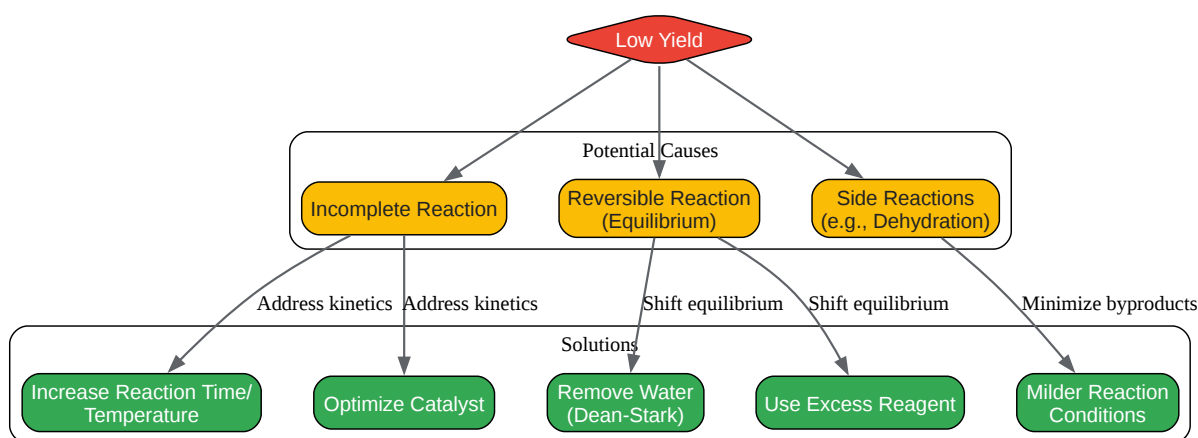 Low Yield
Potential Causes
Incomplete Reaction
Reversible Reaction
(Equilibrium)
Side Reactions
(e.g., Dehydration)
Address kinetics
Address kinetics
Shift equilibrium
Shift equilibrium
Minimize byproducts
Solutions
Increase Reaction Time/
Temperature
Optimize Catalyst
Remove Water
(Dean-Stark)
Use Excess Reagent
Milder Reaction
Conditions